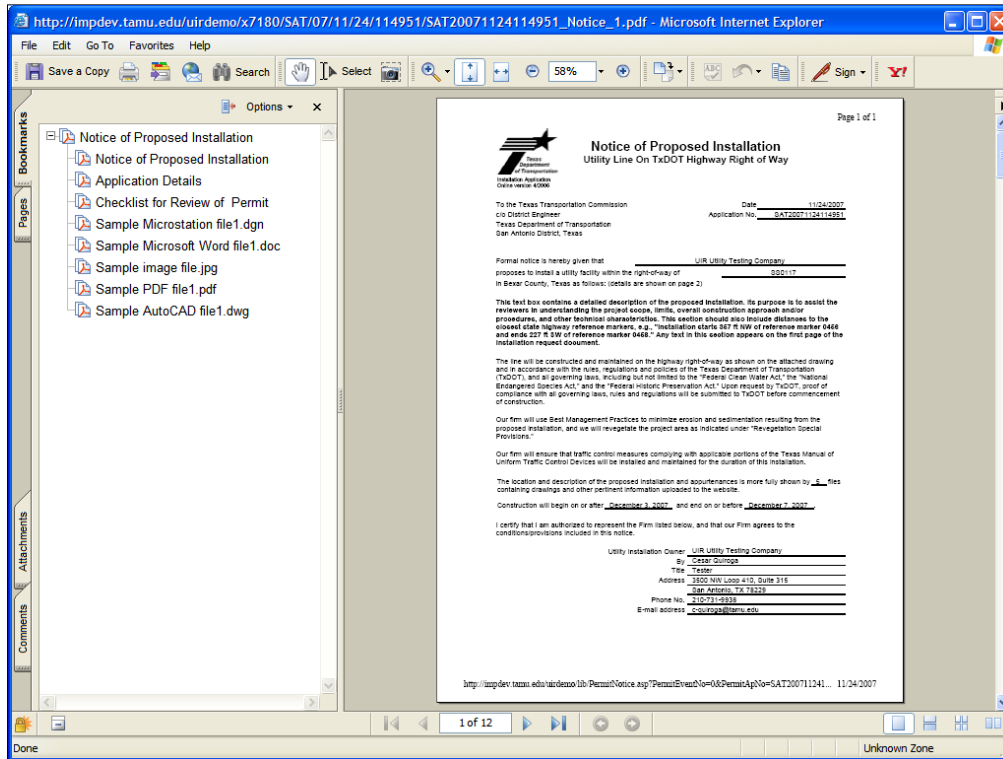 http://impdev.tamu.edu/uirdemo/x7180/SAT/07/11/24/114951/SAT20071124114951_Notice_1.pdf - Microsoft Internet Explorer
File Edit Go To Favorites Help
Save a Copy Search Select 58% Sign Y!
Bookmarks
Pages
Attachments
Comments
Options
Notice of Proposed Installation
Notice of Proposed Installation
Application Details
Checklist for Review of Permit
Sample Microstation file1.dgn
Sample Microsoft Word file1.doc
Sample image file.jpg
Sample PDF file1.pdf
Sample AutoCAD file1.dwg
Page 1 of 1
Texas
Department
of Transportation
Installation Application
Online version 4/2006
Notice of Proposed Installation
Utility Line On TxDOT Highway Right of Way
To the Texas Transportation Commission Date 11/24/2007
c/o District Engineer Application No. SAT20071124114951
Texas Department of Transportation
San Antonio District, Texas
Formal notice is hereby given that UIR Utility Testing Company
proposes to install a utility facility within the right-of-way of SS0117
in Bexar County, Texas as follows: (details are shown on page 2)
This text box contains a detailed description of the proposed installation. Its purpose is to assist the
reviewers in understanding the project scope, limits, overall construction approach and/or
procedures, and other technical characteristics. This section should also include distances to the
closest state highway reference markers, e.g., "Installation starts 567 ft NW of reference marker 0456
and ends 227 ft SW of reference marker 0458." Any text in this section appears on the first page of the
installation request document.
The line will be constructed and maintained on the highway right-of-way as shown on the attached drawing
and in accordance with the rules, regulations and policies of the Texas Department of Transportation
(TxDOT), and all governing laws, including but not limited to the "Federal Clean Water Act," the "National
Endangered Species Act," and the "Federal Historic Preservation Act." Upon request by TxDOT, proof of
compliance with all governing laws, rules and regulations will be submitted to TxDOT before commencement
of construction.
Our firm will use Best Management Practices to minimize erosion and sedimentation resulting from the
proposed installation, and we will revegetate the project area as indicated under "Revegetation Special
Provisions."
Our firm will ensure that traffic control measures complying with applicable portions of the Texas Manual of
Uniform Traffic Control Devices will be installed and maintained for the duration of this installation.
The location and description of the proposed installation and appurtenances is more fully shown by 5 files
containing drawings and other pertinent information uploaded to the website.
Construction will begin on or after December 3, 2007 and end on or before December 7, 2007 .
I certify that I am authorized to represent the Firm listed below, and that our Firm agrees to the
conditions/provisions included in this notice.
Utility Installation Owner UIR Utility Testing Company
By Cesar Quiroga
Title Tester
Address 3500 NW Loop 410, Suite 315
San Antonio, TX 78229
Phone No. 210-731-9938
E-mail address c-quiroga@tamu.edu
http://impdev.tamu.edu/uirdemo/lib/PermitNotice.asp?PermitEventNo=0&PermitApNo=SAT200711241... 11/24/2007
1 of 12
Done Unknown Zone